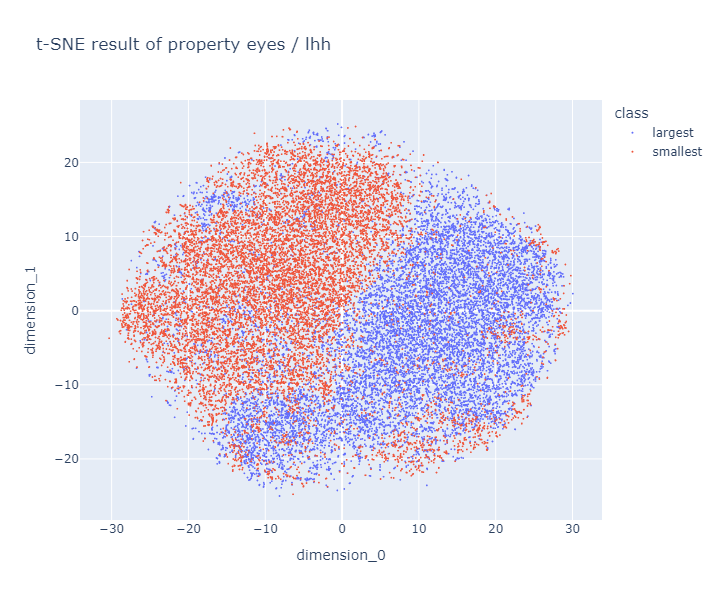 t-SNE result of property eyes / lhh
class
largest
smallest
20
10
0
−10
−20
dimension_1
−30
−20
−10
0
10
20
30
dimension_0